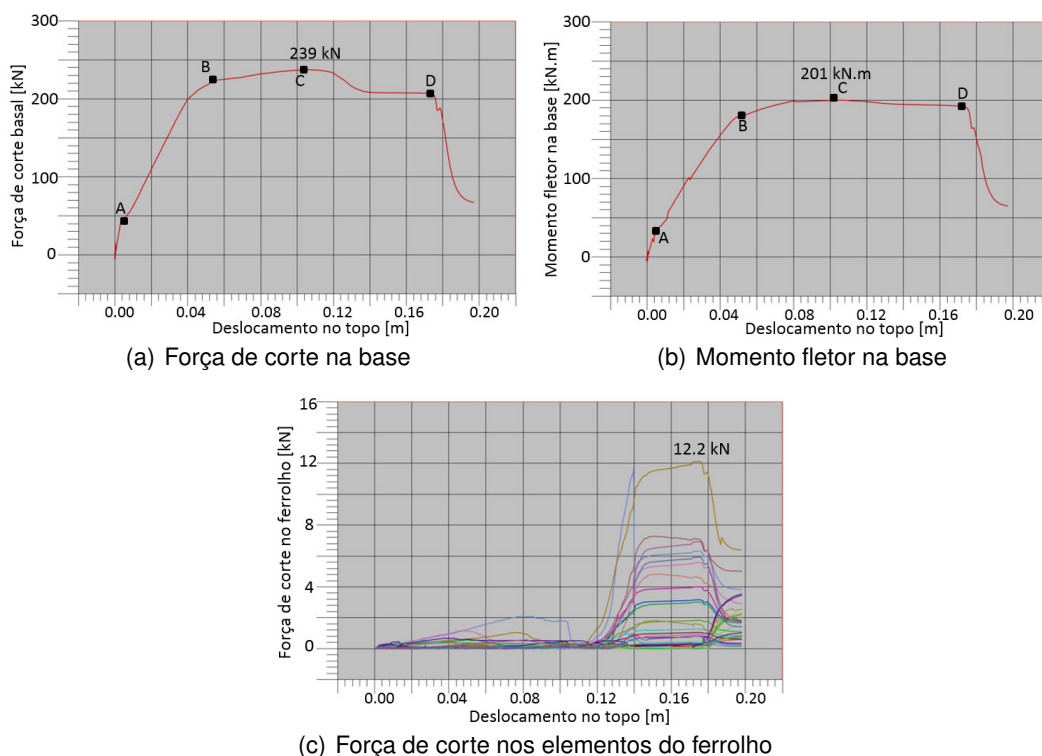 Força de corte basal [kN]
300
200
100
0
A
B
239 kN
C
D
0.00 0.04 0.08 0.12 0.16 0.20
Deslocamento no topo [m]
(a) Força de corte na base
Momento fletor na base [kN.m]
300
200
100
0
A
B
201 kN.m
C
D
0.00 0.04 0.08 0.12 0.16 0.20
Deslocamento no topo [m]
(b) Momento fletor na base
Força de corte no ferrolho [kN]
16
12
8
4
0
12.2 kN
0.00 0.04 0.08 0.12 0.16 0.20
Deslocamento no topo [m]
(c) Força de corte nos elementos do ferrolho